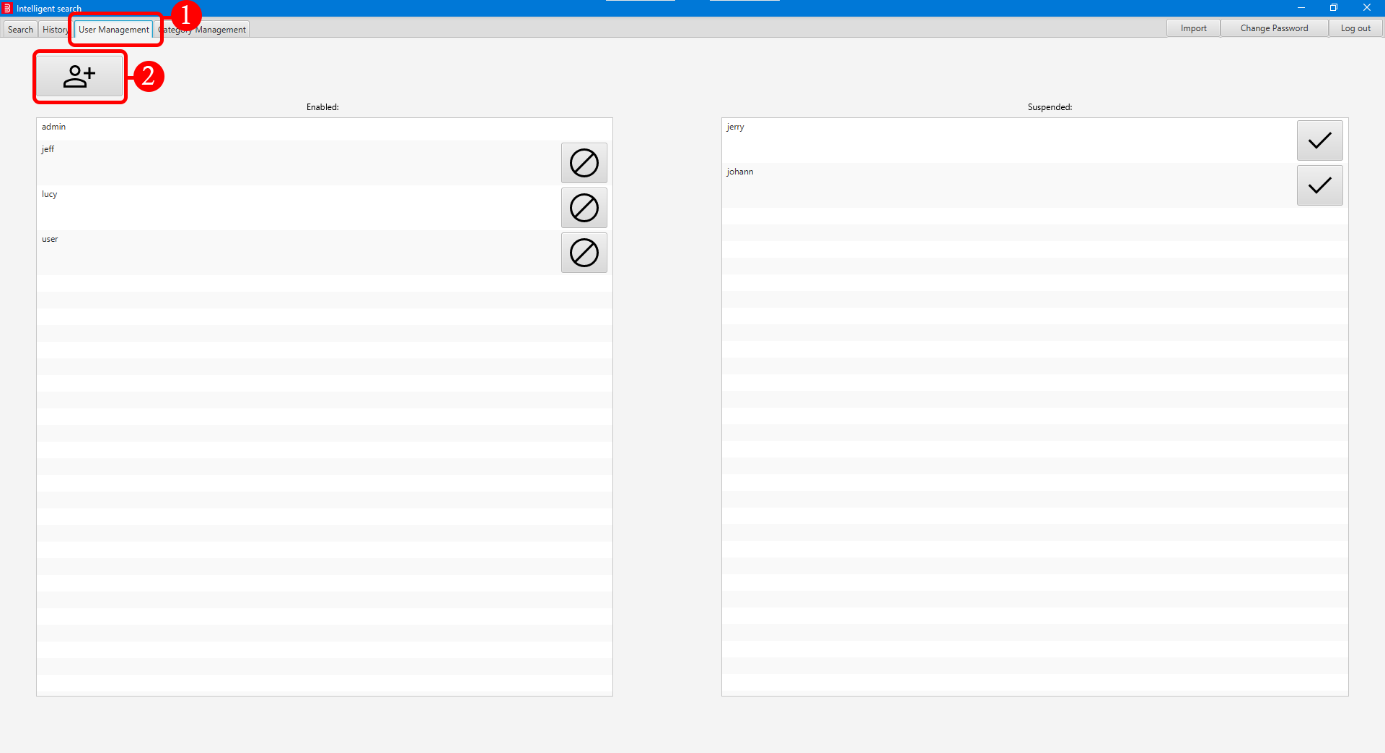 Intelligent search
1
Search History User Management Category Management Import Change Password Log out
2
Enabled: Suspended:
admin jerry
jeff
johann
lucy
user